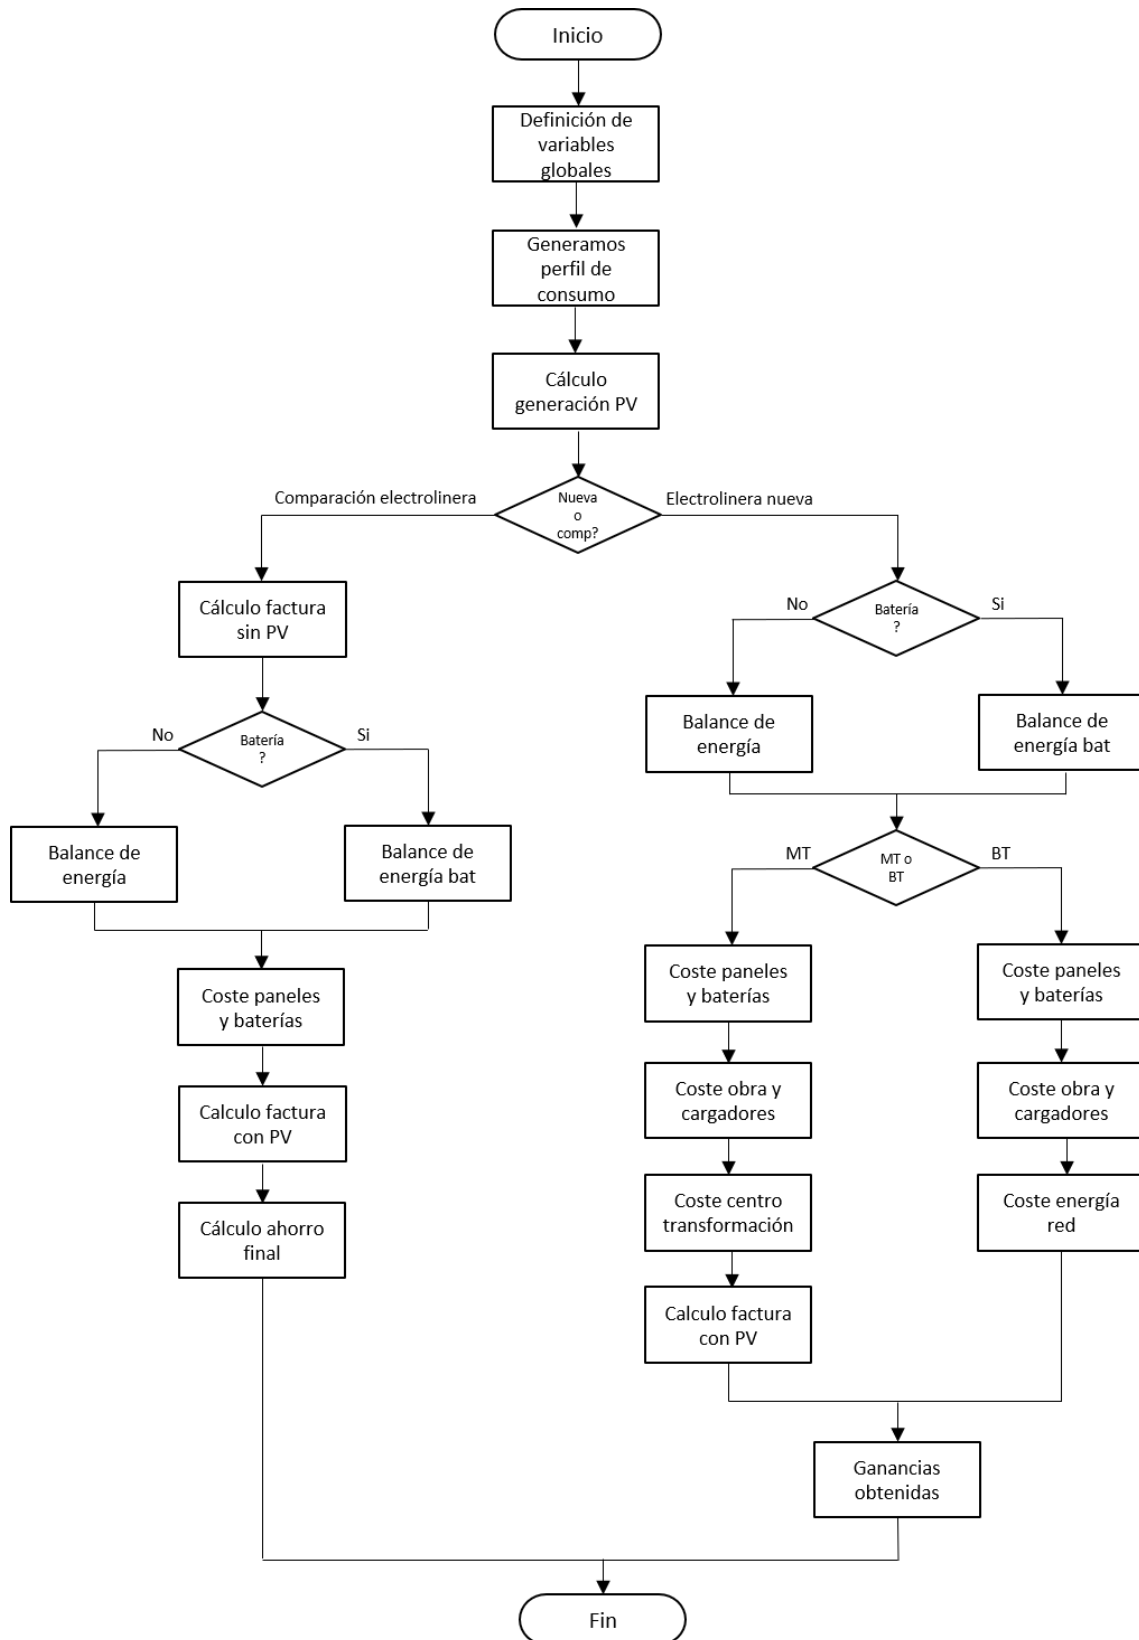 Inicio
Definición de
variables
globales
Generamos
perfil de
consumo
Cálculo
generación PV
Nueva
o
comp?
Comparación electrolinera
Electrolinera nueva
Cálculo factura
sin PV
Batería
?
No
Si
Balance de
energía
Balance de
energía bat
Coste paneles
y baterías
Calculo factura
con PV
Cálculo ahorro
final
Batería
?
No
Si
Balance de
energía
Balance de
energía bat
MT o
BT
MT
BT
Coste paneles
y baterías
Coste obra y
cargadores
Coste centro
transformación
Calculo factura
con PV
Coste paneles
y baterías
Coste obra y
cargadores
Coste energía
red
Ganancias
obtenidas
Fin